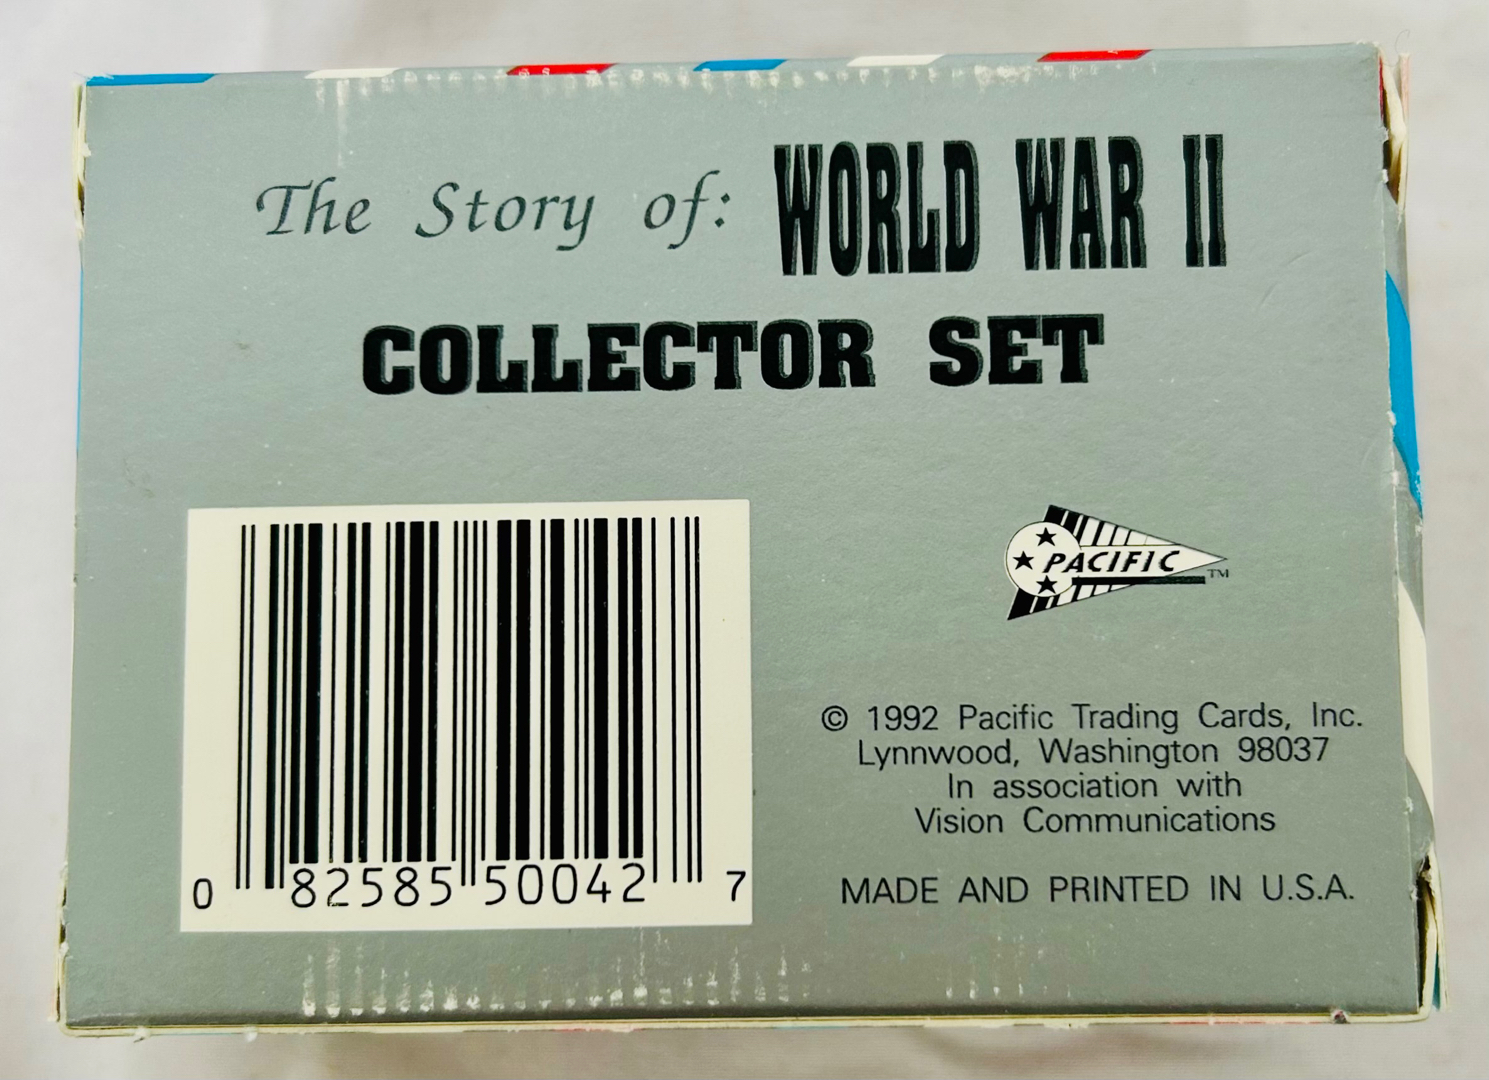 The Story of: WORLD WAR II
COLLECTOR SET
PACIFIC TM
© 1992 Pacific Trading Cards, Inc.
Lynnwood, Washington 98037
In association with
Vision Communications
MADE AND PRINTED IN U.S.A.
0 82585 50042 7